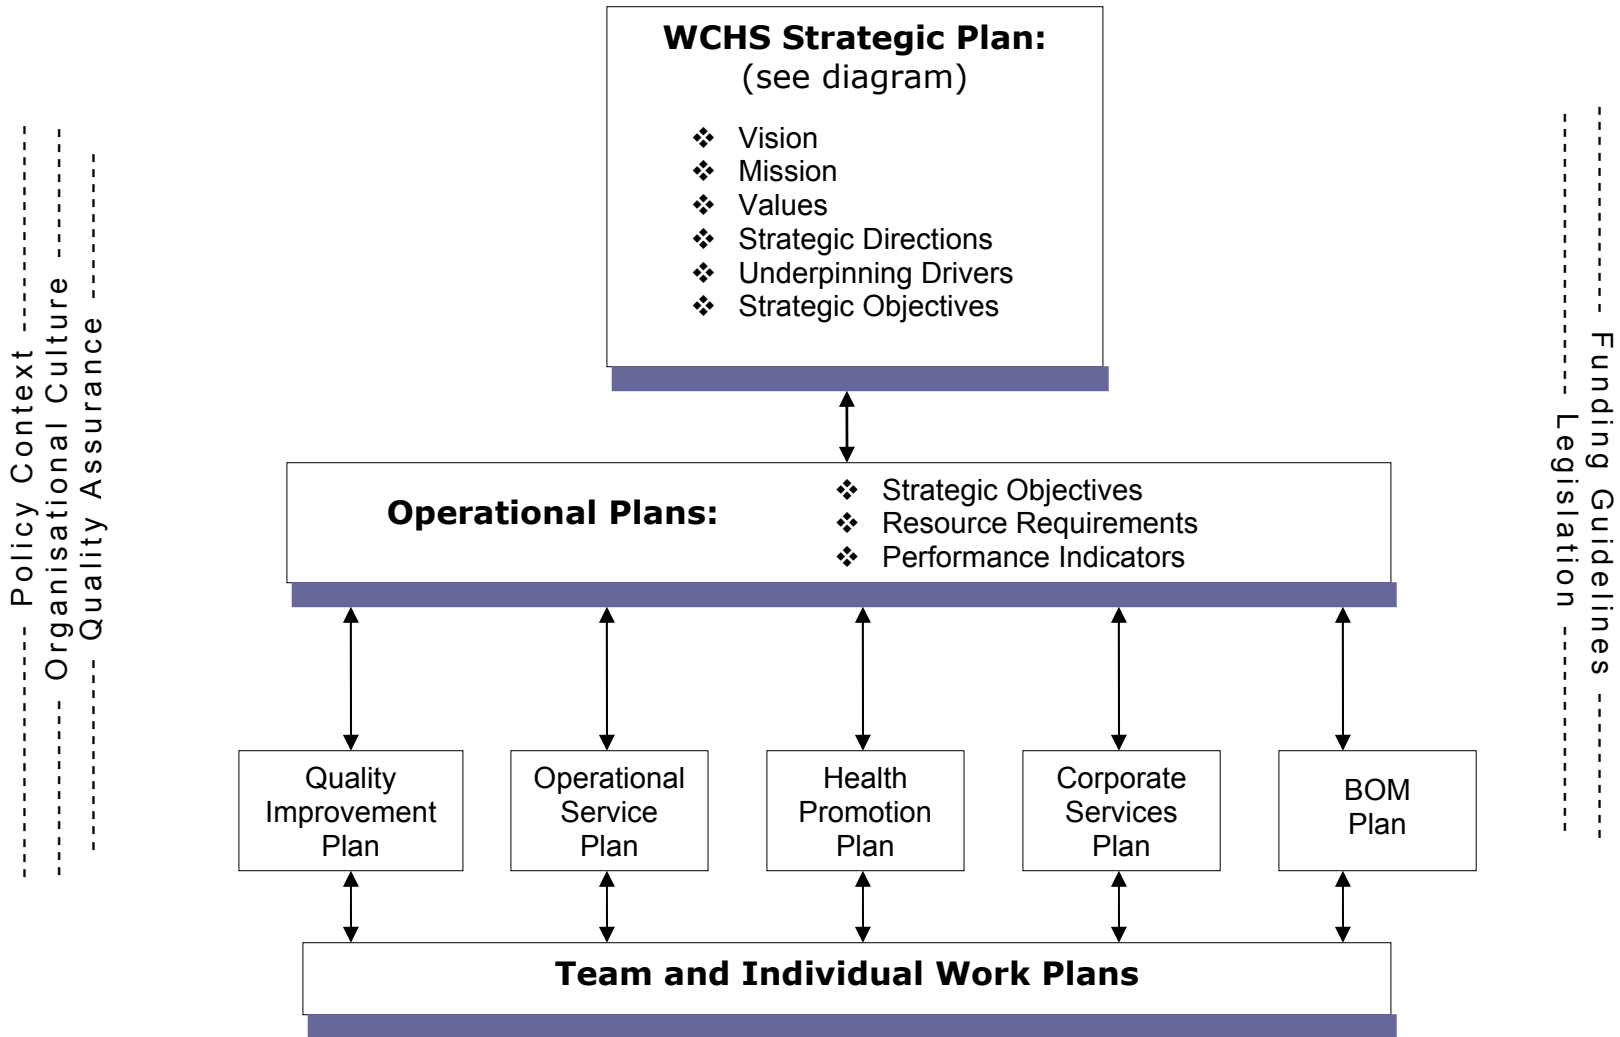 WCHS Strategic Plan:
(see diagram)
❖ Vision
❖ Mission
❖ Values
❖ Strategic Directions
❖ Underpinning Drivers
❖ Strategic Objectives
Policy Context
Organisational Culture
Quality Assurance
Funding Guidelines
Legislation
Operational Plans:
❖ Strategic Objectives
❖ Resource Requirements
❖ Performance Indicators
Quality
Improvement
Plan
Operational
Service
Plan
Health
Promotion
Plan
Corporate
Services
Plan
BOM
Plan
Team and Individual Work Plans